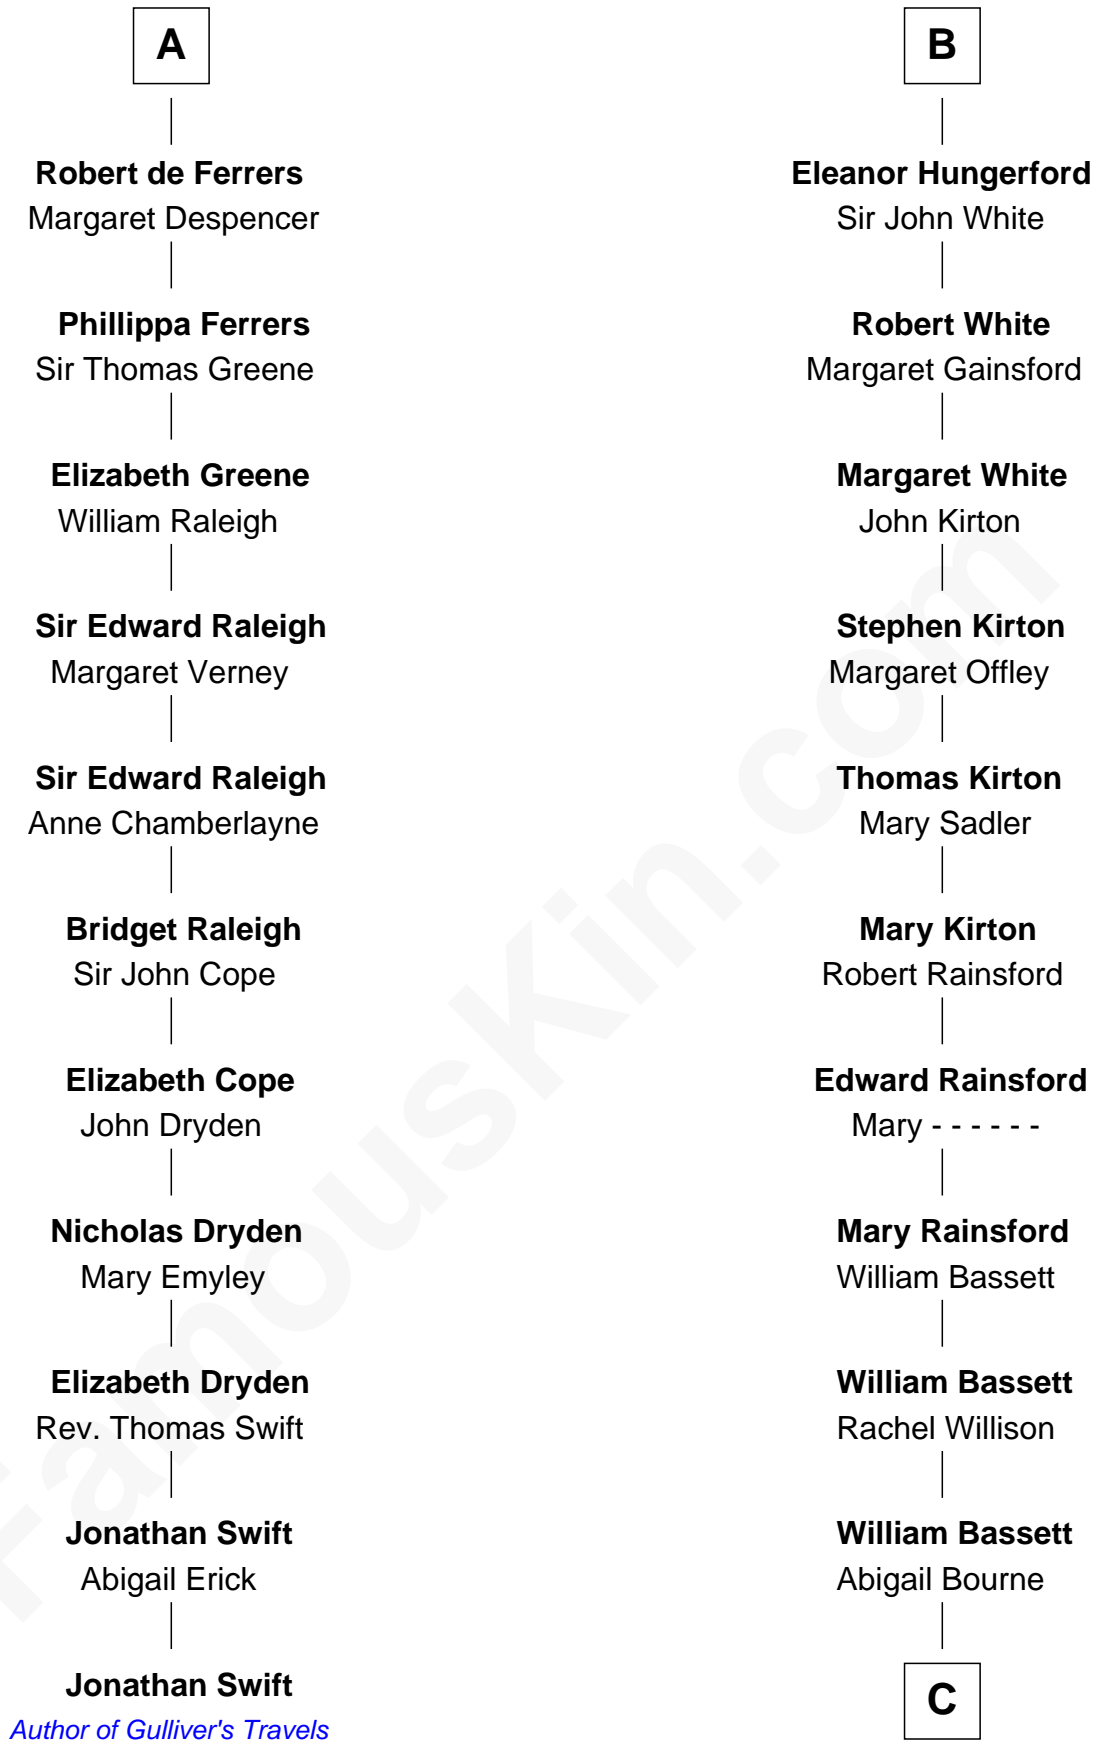 A
Robert de Ferrers
Margaret Despencer
Phillippa Ferrers
Sir Thomas Greene
Elizabeth Greene
William Raleigh
Sir Edward Raleigh
Margaret Verney
Sir Edward Raleigh
Anne Chamberlayne
Bridget Raleigh
Sir John Cope
Elizabeth Cope
John Dryden
Nicholas Dryden
Mary Emyley
Elizabeth Dryden
Rev. Thomas Swift
Jonathan Swift
Abigail Erick
Jonathan Swift
Author of Gulliver's Travels
B
Eleanor Hungerford
Sir John White
Robert White
Margaret Gainsford
Margaret White
John Kirton
Stephen Kirton
Margaret Offley
Thomas Kirton
Mary Sadler
Mary Kirton
Robert Rainsford
Edward Rainsford
Mary - - - - - -
Mary Rainsford
William Bassett
William Bassett
Rachel Willison
William Bassett
Abigail Bourne
C
FamousKin.com